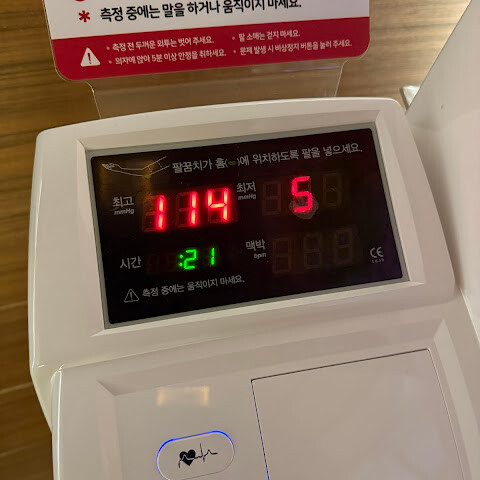 * 측정 중에는 말을 하거나 움직이지 마세요.
• 측정 전 두꺼운 외투는 벗어 주세요.
• 팔 소매는 걷지 마세요.
• 의자에 앉아 5분 이상 안정을 취하세요.
• 문제 발생 시 비상정지 버튼을 눌러 주세요.
팔꿈치가 홈( )에 위치하도록 팔을 넣으세요.
최고 mmHg 114
최저 mmHg 5
시간 :21
맥박 Bpm
측정 중에는 움직이지 마세요.
CE